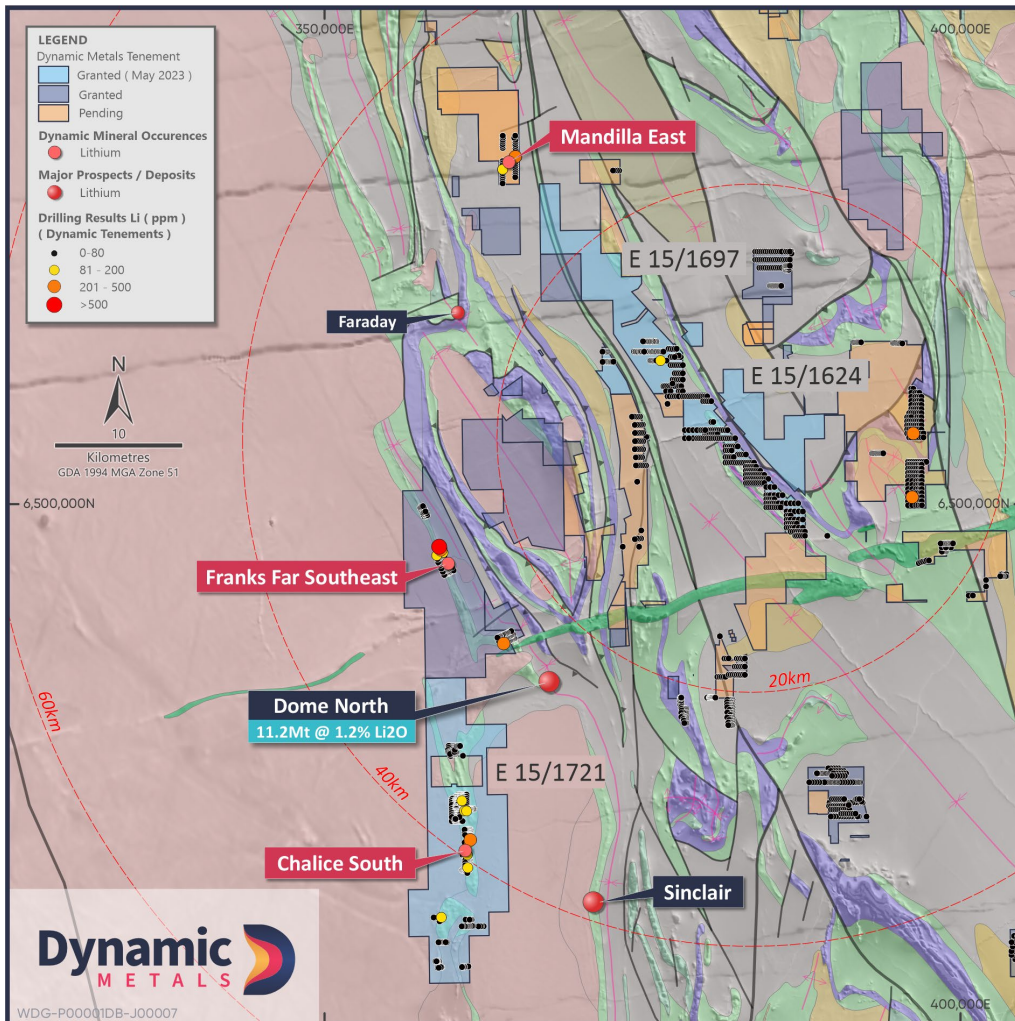 350,000E
400,000E
LEGEND
Dynamic Metals Tenement
Granted ( May 2023 )
Granted
Pending
Dynamic Mineral Occurences
Lithium
Major Prospects / Deposits
Lithium
Drilling Results Li ( ppm )
( Dynamic Tenements )
0-80
81 - 200
201 - 500
>500
Mandilla East
E 15/1697
Faraday
E 15/1624
N
10
Kilometres
GDA 1994 MGA Zone 51
6,500,000N
6,500,000N
Franks Far Southeast
20km
60km
Dome North
11.2Mt @ 1.2% Li2O
E 15/1721
40km
Chalice South
Sinclair
Dynamic
METALS
WDG-P00001DB-J00007
400,000E